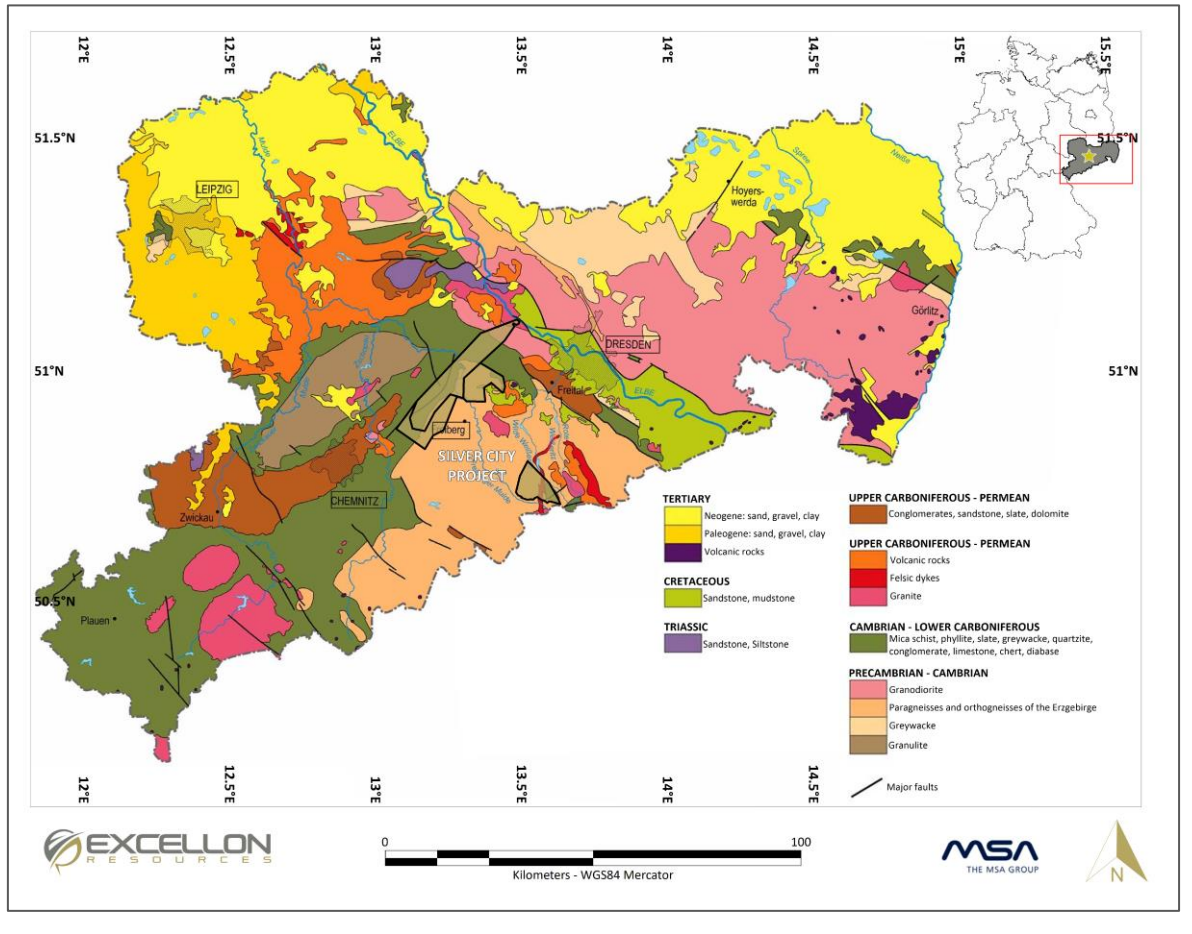 12°E
12.5°E
13°E
13.5°E
14°E
14.5°E
15°E
15.5°E
51.5°N
51.5°N
ELBE
Mulde
Spree
Neiße
LEIPZIG
Hoyers-
werda
Görlitz
DRESDEN
51°N
51°N
Mulde
Freital
ELBE
SILVER CITY
PROJECT
CHEMNITZ
Zwickau
50.5°N
Plauen
TERTIARY
Neogene: sand, gravel, clay
Paleogene: sand, gravel, clay
Volcanic rocks
CRETACEOUS
Sandstone, mudstone
TRIASSIC
Sandstone, Siltstone
UPPER CARBONIFEROUS - PERMEAN
Conglomerates, sandstone, slate, dolomite
UPPER CARBONIFEROUS - PERMEAN
Volcanic rocks
Felsic dykes
Granite
CAMBRIAN - LOWER CARBONIFEROUS
Mica schist, phyllite, slate, greywacke, quartzite,
conglomerate, limestone, chert, diabase
PRECAMBRIAN - CAMBRIAN
Granodiorite
Paragneisses and orthogneisses of the Erzgebirge
Greywacke
Granulite
Major faults
12°E
12.5°E
13°E
13.5°E
14°E
14.5°E
EXCELLON
RESOURCES
0
100
Kilometers - WGS84 Mercator
MSA
THE MSA GROUP
N